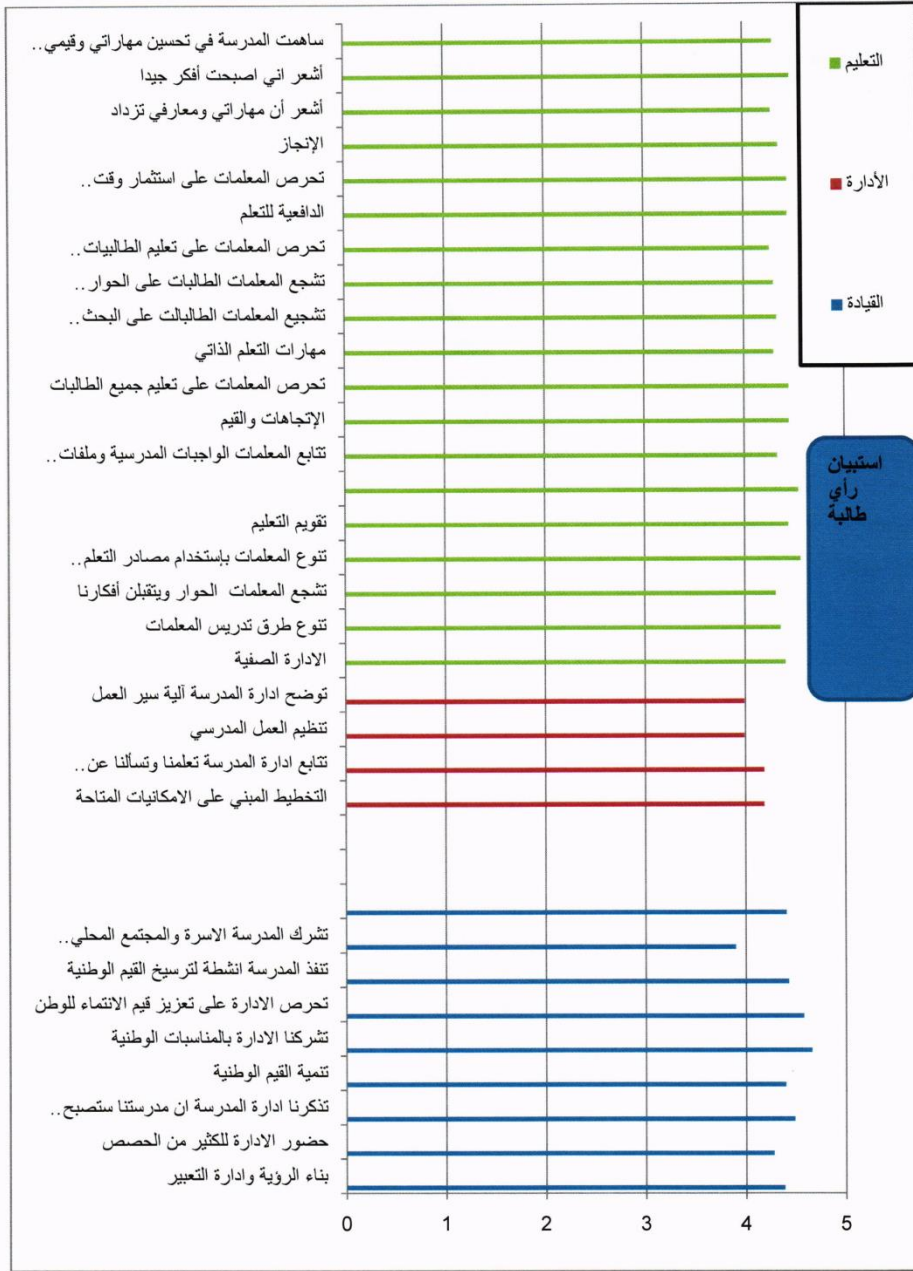 ساهمت المدرسة في تحسين مهاراتي وقيمي..
أشعر اني اصبحت أفكر جيدا
أشعر أن مهاراتي ومعارفي تزداد
الإنجاز
تحرص المعلمات على استثمار وقت..
الدافعية للتعلم
تحرص المعلمات على تعليم الطالبيات..
تشجع المعلمات الطالبات على الحوار..
تشجيع المعلمات الطالبالت على البحث..
مهارات التعلم الذاتي
تحرص المعلمات على تعليم جميع الطالبات
الإتجاهات والقيم
تتابع المعلمات الواجبات المدرسية وملفات..
تقويم التعليم
تنوع المعلمات بإستخدام مصادر التعلم..
تشجع المعلمات الحوار ويتقبلن أفكارنا
تنوع طرق تدريس المعلمات
الادارة الصفية
توضح ادارة المدرسة آلية سير العمل
تنظيم العمل المدرسي
تتابع ادارة المدرسة تعلمنا وتسألنا عن..
التخطيط المبني على الامكانيات المتاحة
تشرك المدرسة الاسرة والمجتمع المحلي..
تنفذ المدرسة انشطة لترسيخ القيم الوطنية
تحرص الادارة على تعزيز قيم الانتماء للوطن
تشركنا الادارة بالمناسبات الوطنية
تنمية القيم الوطنية
تذكرنا ادارة المدرسة ان مدرستنا ستصبح..
حضور الادارة للكثير من الحصص
بناء الرؤية وادارة التعبير
0 1 2 3 4 5
التعليم
الأدارة
القيادة
استبيان
رأي
طالبة